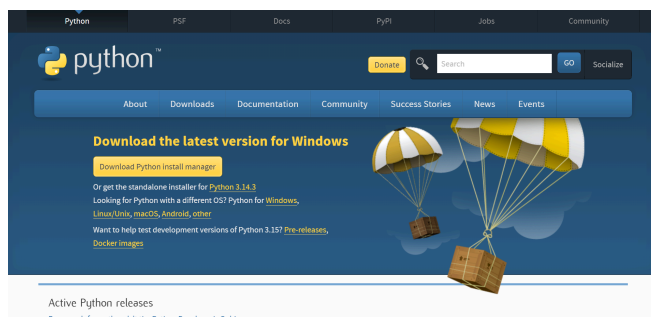 Python PSF Docs PyPI Jobs Community
python™
Donate Search GO Socialize
About Downloads Documentation Community Success Stories News Events
Download the latest version for Windows
Download Python install manager
Or get the standalone installer for Python 3.14.3
Looking for Python with a different OS? Python for Windows,
Linux/Unix, macOS, Android, other
Want to help test development versions of Python 3.15? Pre-releases,
Docker images
Active Python releases